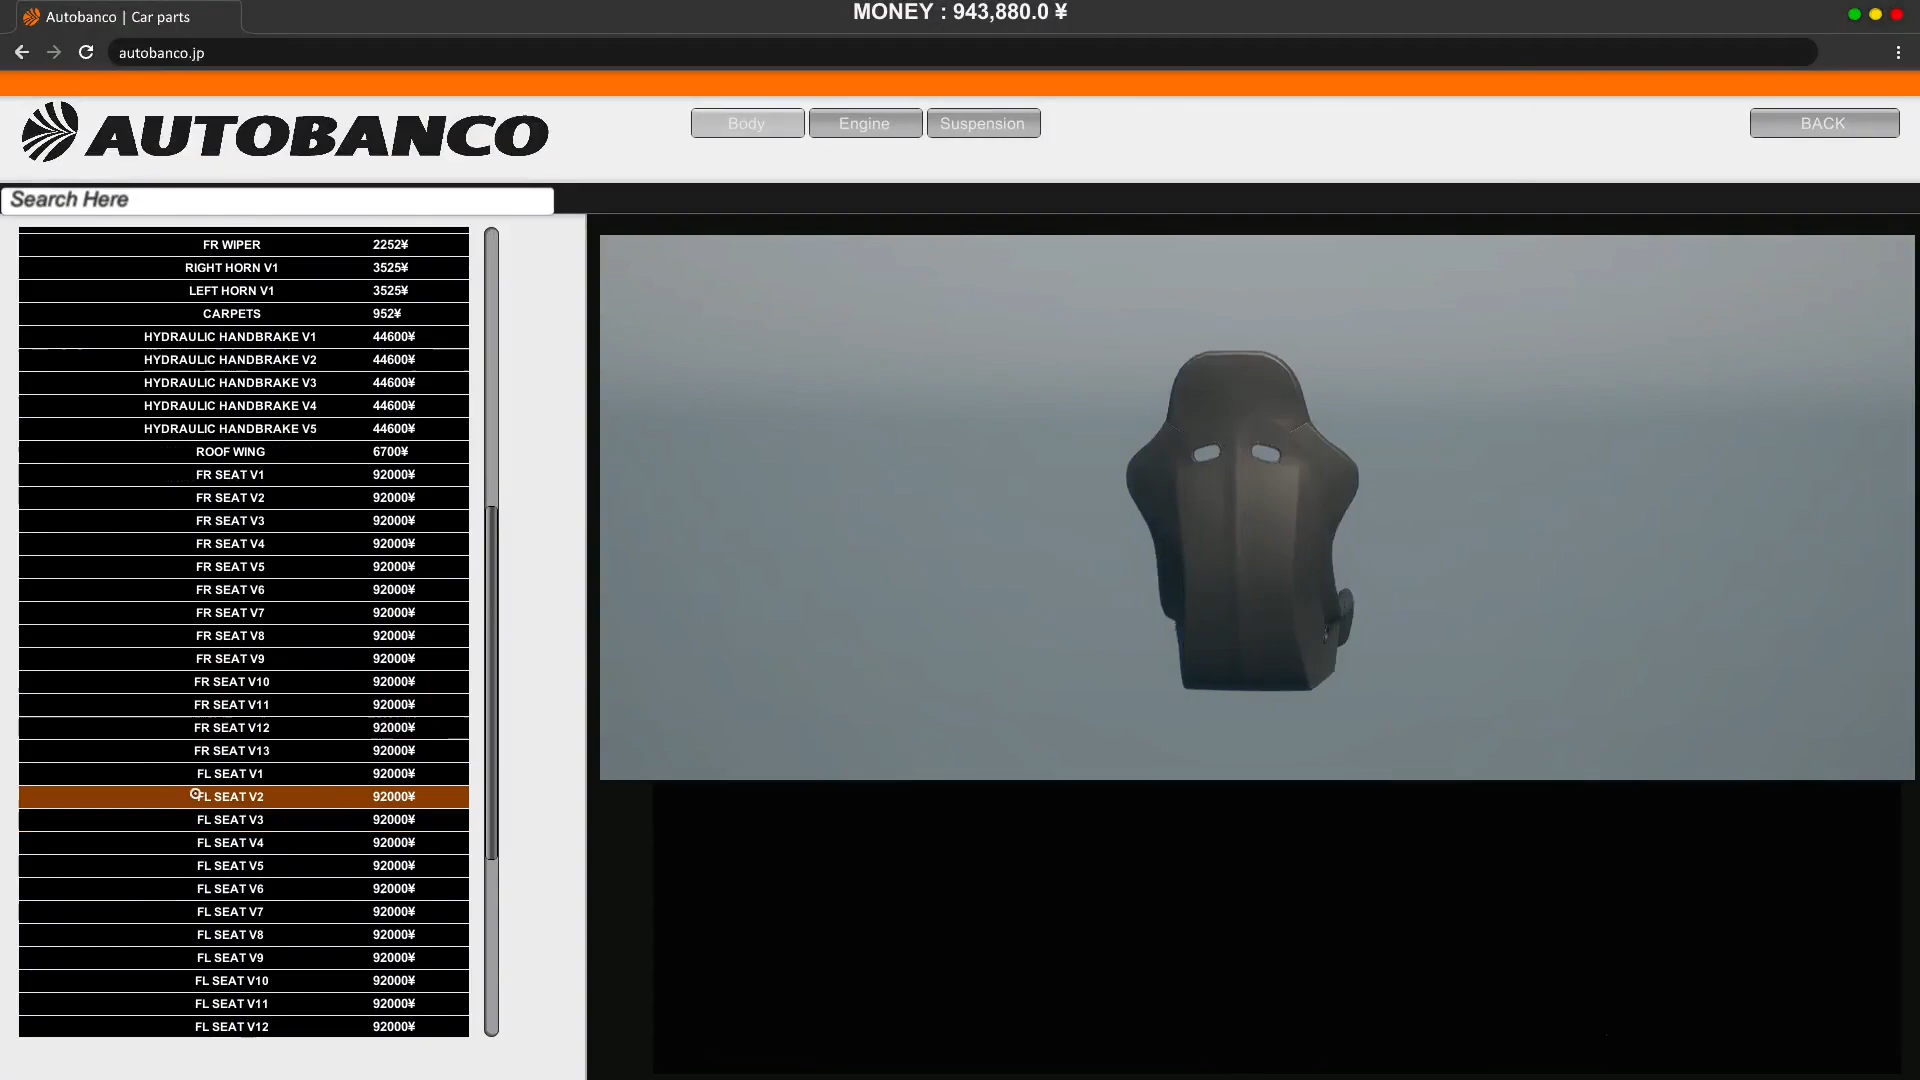 Autobanco | Car parts
MONEY : 943,880.0 ¥
autobanco.jp
AUTOBANCO
Body
Engine
Suspension
BACK
Search Here
FR WIPER 2252¥
RIGHT HORN V1 3525¥
LEFT HORN V1 3525¥
CARPETS 952¥
HYDRAULIC HANDBRAKE V1 44600¥
HYDRAULIC HANDBRAKE V2 44600¥
HYDRAULIC HANDBRAKE V3 44600¥
HYDRAULIC HANDBRAKE V4 44600¥
HYDRAULIC HANDBRAKE V5 44600¥
ROOF WING 6700¥
FR SEAT V1 92000¥
FR SEAT V2 92000¥
FR SEAT V3 92000¥
FR SEAT V4 92000¥
FR SEAT V5 92000¥
FR SEAT V6 92000¥
FR SEAT V7 92000¥
FR SEAT V8 92000¥
FR SEAT V9 92000¥
FR SEAT V10 92000¥
FR SEAT V11 92000¥
FR SEAT V12 92000¥
FR SEAT V13 92000¥
FL SEAT V1 92000¥
FL SEAT V2 92000¥
FL SEAT V3 92000¥
FL SEAT V4 92000¥
FL SEAT V5 92000¥
FL SEAT V6 92000¥
FL SEAT V7 92000¥
FL SEAT V8 92000¥
FL SEAT V9 92000¥
FL SEAT V10 92000¥
FL SEAT V11 92000¥
FL SEAT V12 92000¥